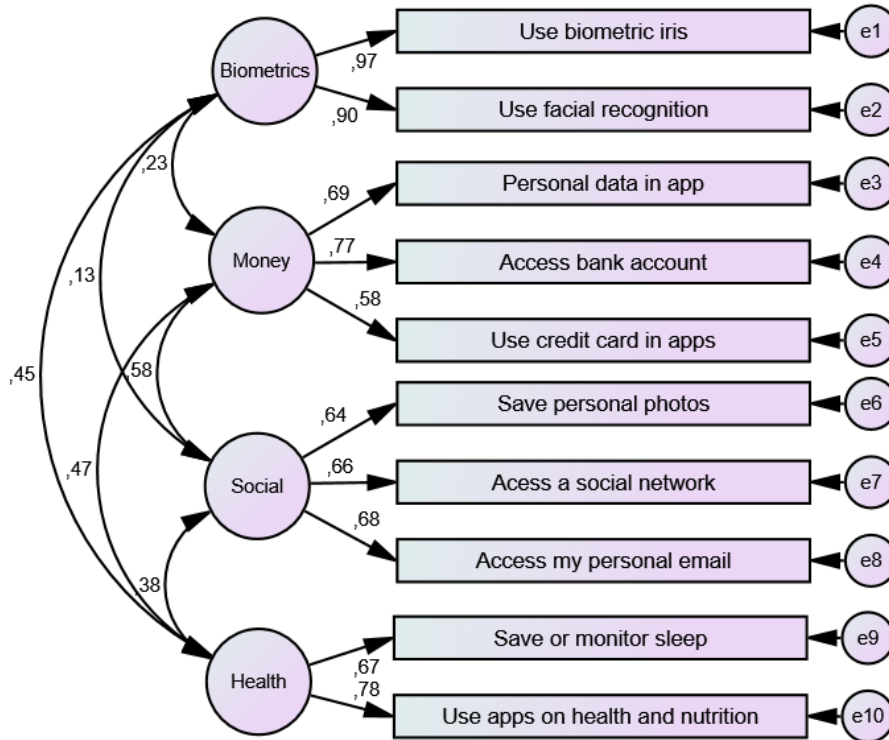 Use biometric iris
e1
Biometrics
,97
,90
Use facial recognition
e2
,23
,69
Personal data in app
e3
Money
,77
Access bank account
e4
,13
,58
Use credit card in apps
e5
,45
,58
,64
Save personal photos
e6
,47
Social
,66
Acess a social network
e7
,68
Access my personal email
e8
,38
Save or monitor sleep
e9
Health
,67
,78
Use apps on health and nutrition
e10